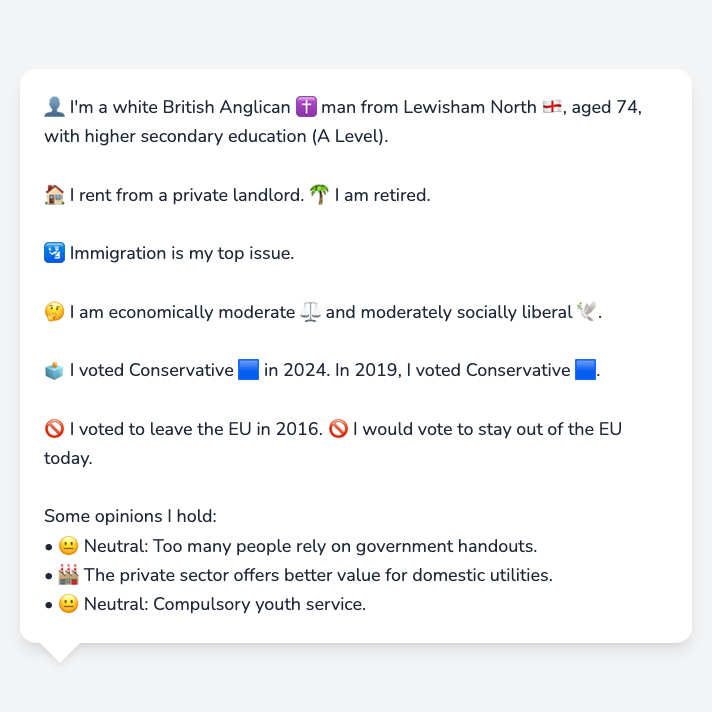 👤 I'm a white British Anglican ✝️ man from Lewisham North 🏴󠁧󠁢󠁥󠁮󠁧󠁿, aged 74,
with higher secondary education (A Level).
🏠 I rent from a private landlord. 🌴 I am retired.
🛂 Immigration is my top issue.
🤔 I am economically moderate ⚖️ and moderately socially liberal 🕊️.
🗳️ I voted Conservative 🟦 in 2024. In 2019, I voted Conservative 🟦.
🚫 I voted to leave the EU in 2016. 🚫 I would vote to stay out of the EU
today.
Some opinions I hold:
• 😐 Neutral: Too many people rely on government handouts.
• 🏭 The private sector offers better value for domestic utilities.
• 😐 Neutral: Compulsory youth service.